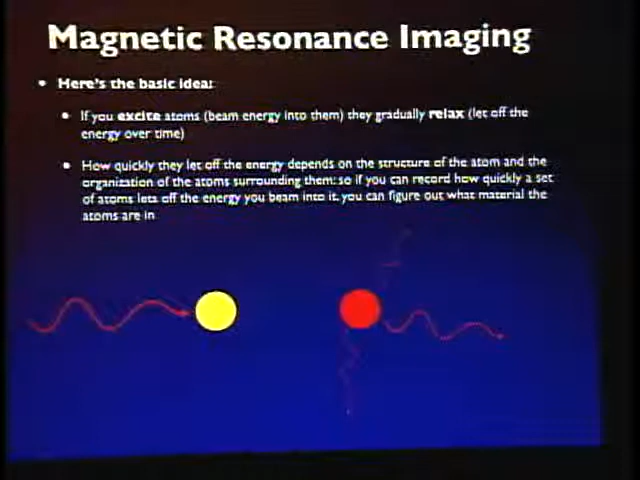 Magnetic Resonance Imaging
• Here's the basic idea:
• If you excite atoms (beam energy into them) they gradually relax (let off the
energy over time)
• How quickly they let off the energy depends on the structure of the atom and the
organization of the atoms surrounding them: so if you can record how quickly a set
of atoms lets off the energy you beam into it, you can figure out what material the
atoms are in